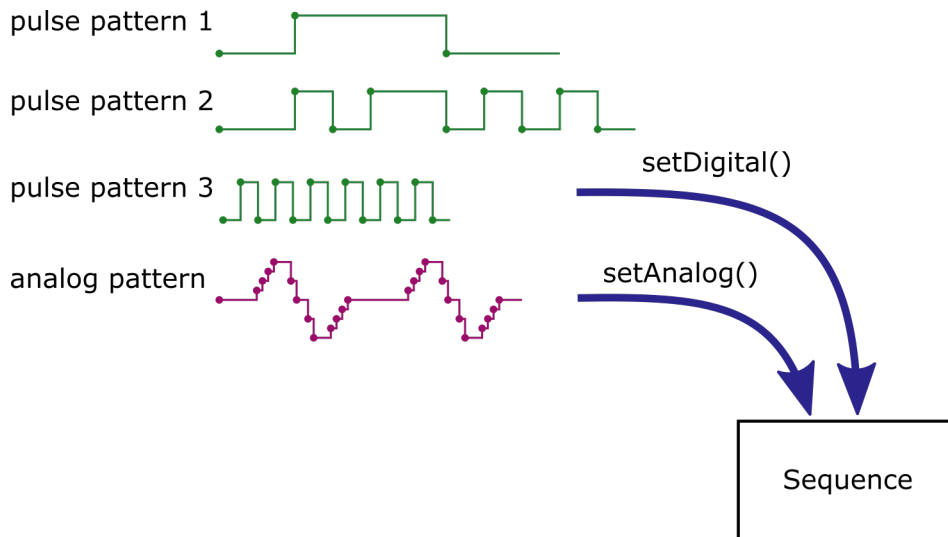 pulse pattern 1
pulse pattern 2
pulse pattern 3
setDigital()
analog pattern
setAnalog()
Sequence